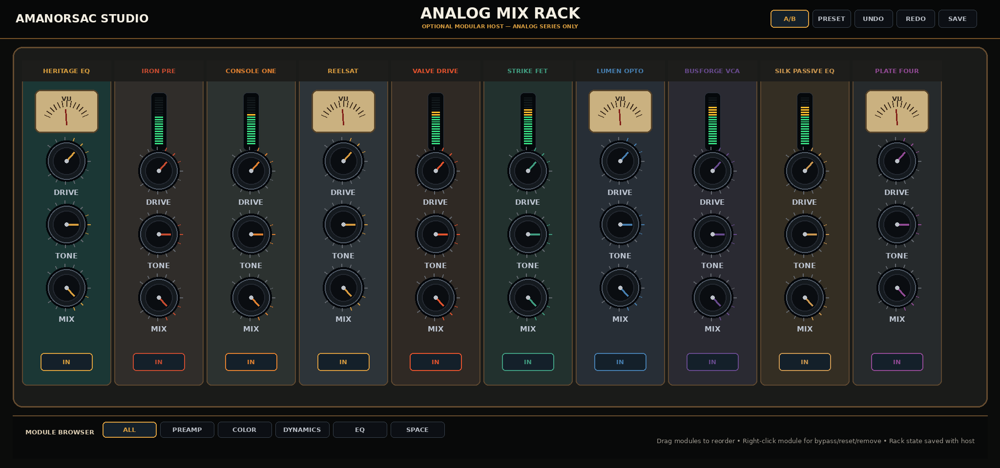 AMANORSAC STUDIO
ANALOG MIX RACK
OPTIONAL MODULAR HOST — ANALOG SERIES ONLY
A/B PRESET UNDO REDO SAVE
HERITAGE EQ IRON PRE CONSOLE ONE REELSAT VALVE DRIVE STRIKE FET LUMEN OPTO BUSFORGE VCA SILK PASSIVE EQ PLATE FOUR
VU VU VU VU
DRIVE DRIVE DRIVE DRIVE DRIVE DRIVE DRIVE DRIVE DRIVE DRIVE
TONE TONE TONE TONE TONE TONE TONE TONE TONE TONE
MIX MIX MIX MIX MIX MIX MIX MIX MIX MIX
IN IN IN IN IN IN IN IN IN IN
MODULE BROWSER ALL PREAMP COLOR DYNAMICS EQ SPACE
Drag modules to reorder • Right-click module for bypass/reset/remove • Rack state saved with host